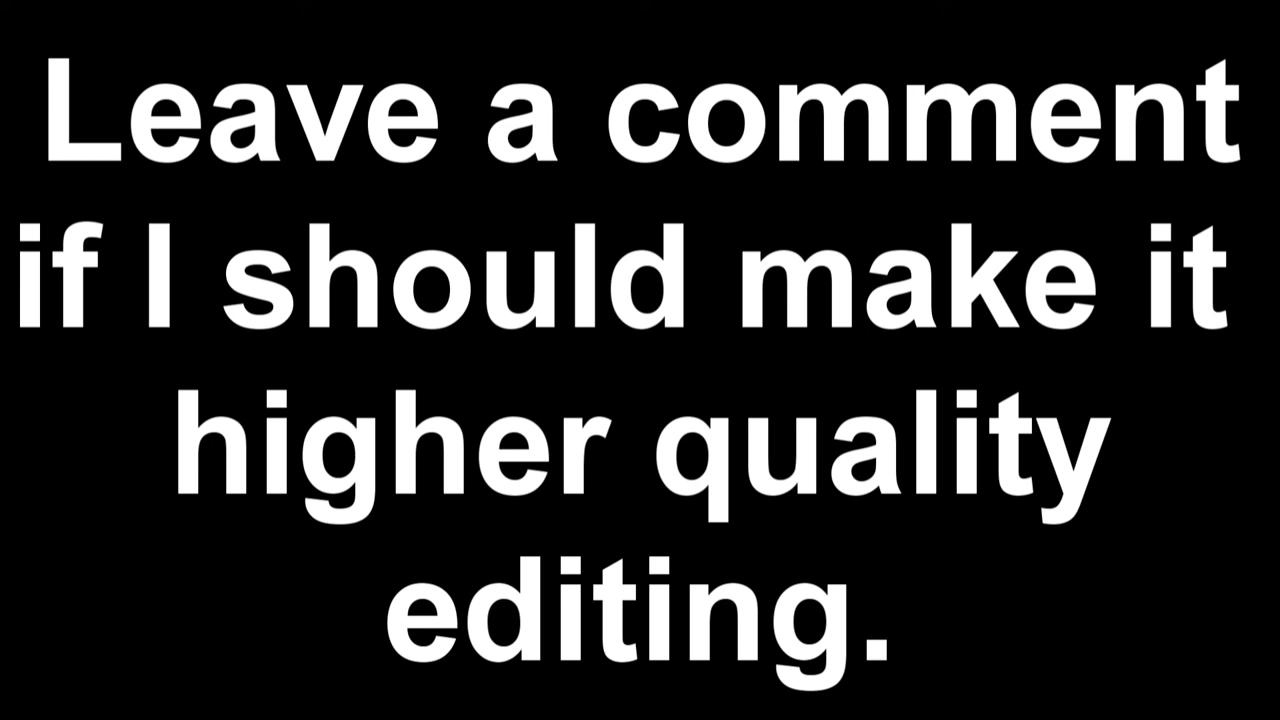 Leave a comment
if I should make it
higher quality
editing.